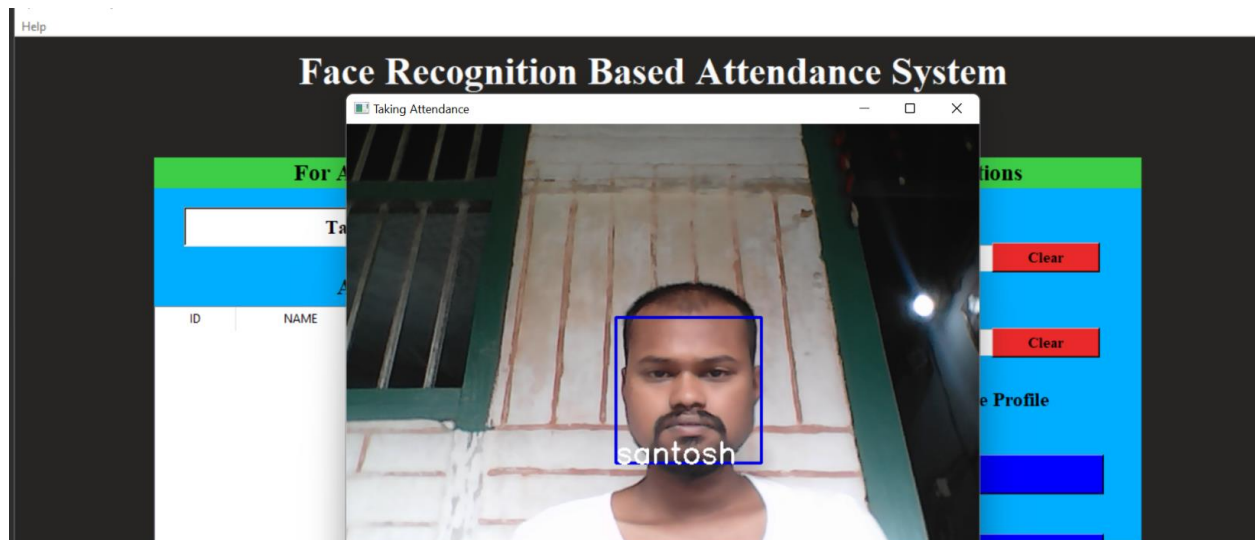 Help
Face Recognition Based Attendance System
Taking Attendance
For A
tions
Ta
Clear
A
ID NAME
Clear
e Profile
santosh